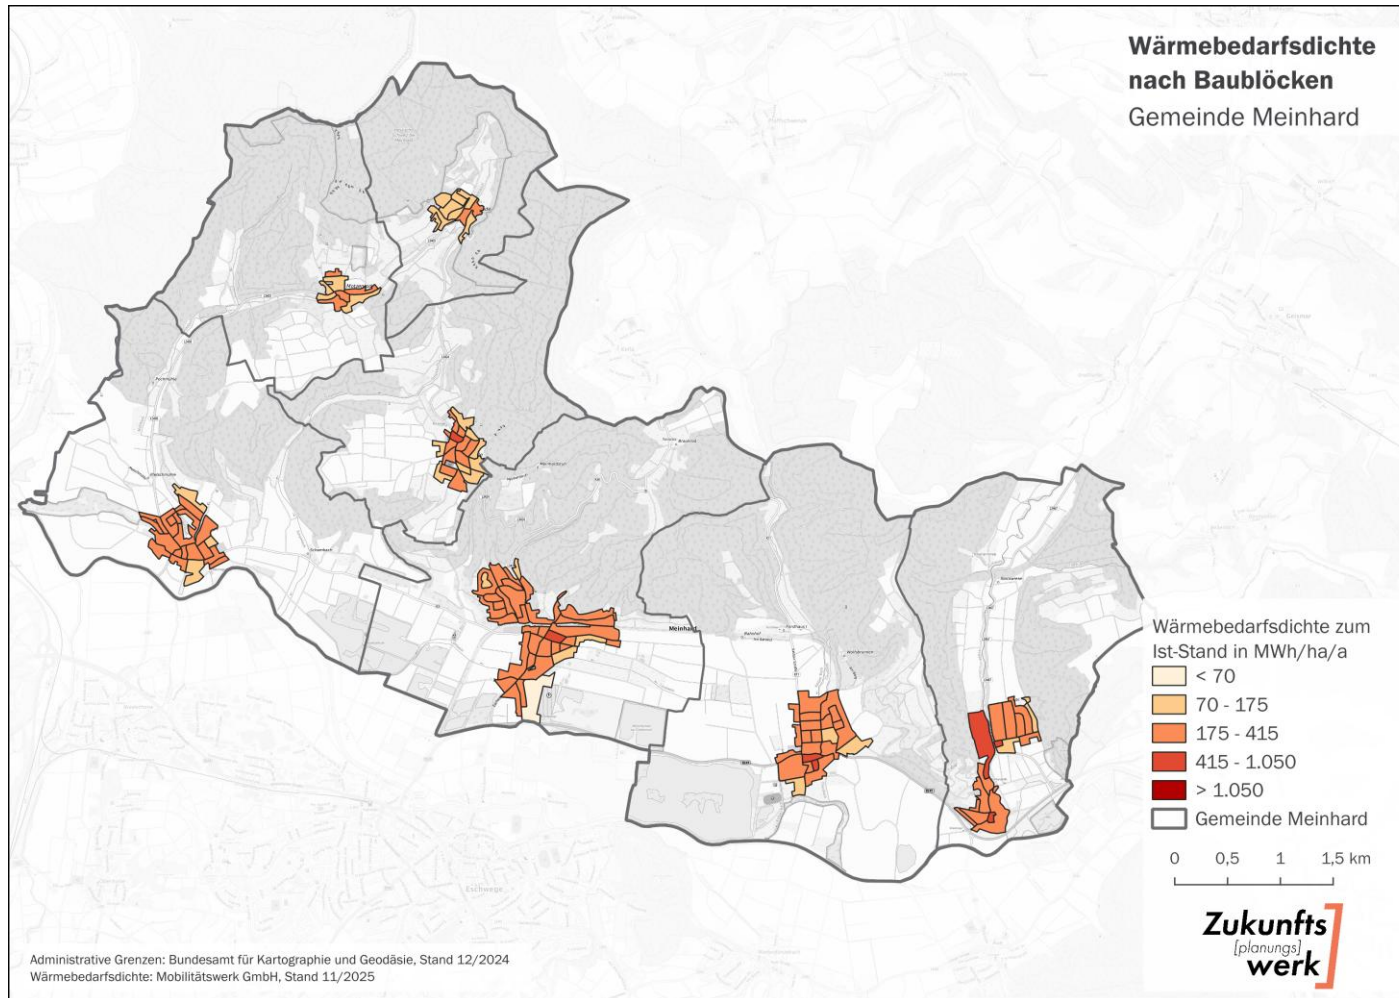 Wärmebedarfsdichte
nach Baublöcken
Gemeinde Meinhard
Meinhard
Eschwege
Wärmebedarfsdichte zum
Ist-Stand in MWh/ha/a
< 70
70 - 175
175 - 415
415 - 1.050
> 1.050
Gemeinde Meinhard
0 0,5 1 1,5 km
Zukunfts
[planungs]
werk
Administrative Grenzen: Bundesamt für Kartographie und Geodäsie, Stand 12/2024
Wärmebedarfsdichte: Mobilitätswerk GmbH, Stand 11/2025